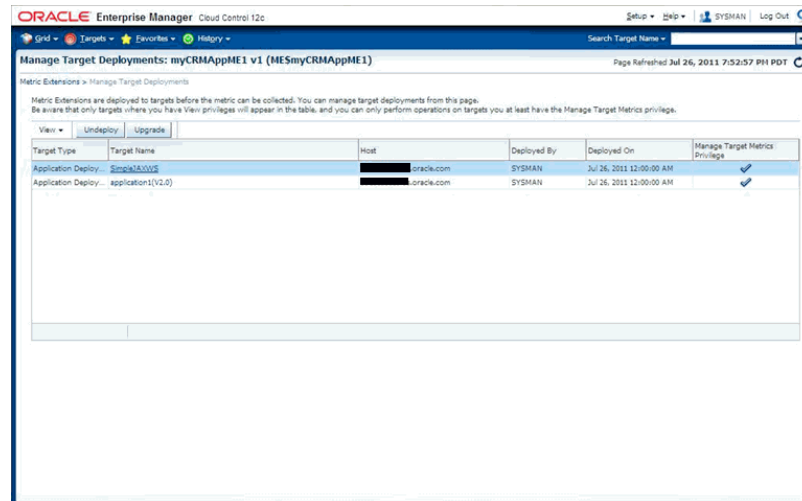 ORACLE Enterprise Manager Cloud Control 12c
Setup Help SYSMAN Log Out
Grid Targets Favorites History Search Target Name
Manage Target Deployments: myCRMAppME1 v1 (ME$myCRMAppME1)
Page Refreshed Jul 26, 2011 7:52:57 PM PDT
Metric Extensions > Manage Target Deployments
Metric Extensions are deployed to targets before the metric can be collected. You can manage target deployments from this page.
Be aware that only targets where you have View privileges will appear in the table, and you can only perform operations on targets you at least have the Manage Target Metrics privilege.
View Undeploy Upgrade
Target Type Target Name Host Deployed By Deployed On Manage Target Metrics Privilege
Application Deploy... SimpleJAXWS .oracle.com SYSMAN Jul 26, 2011 12:00:00 AM
Application Deploy... application1(V2.0) .oracle.com SYSMAN Jul 26, 2011 12:00:00 AM